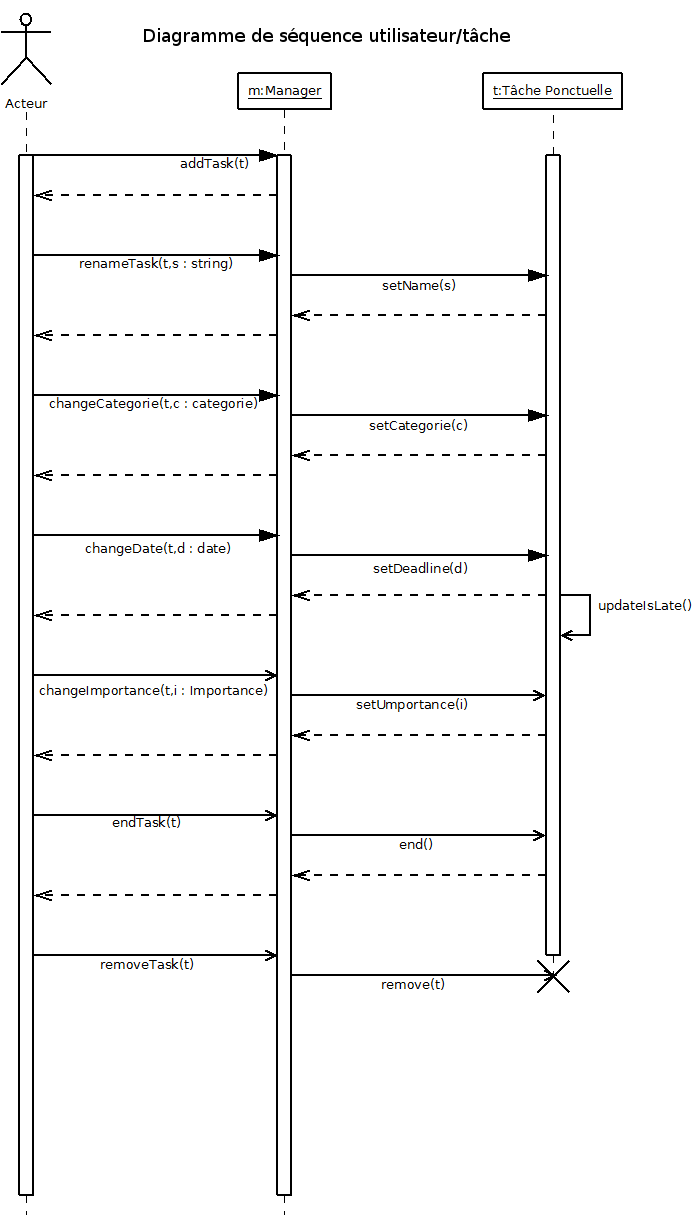 Diagramme de séquence utilisateur/tâche
Acteur
m:Manager
t:Tâche Ponctuelle
addTask(t)
renameTask(t,s : string)
setName(s)
changeCategorie(t,c : categorie)
setCategorie(c)
changeDate(t,d : date)
setDeadline(d)
updateIsLate()
changeImportance(t,i : Importance)
setUmportance(i)
endTask(t)
end()
removeTask(t)
remove(t)